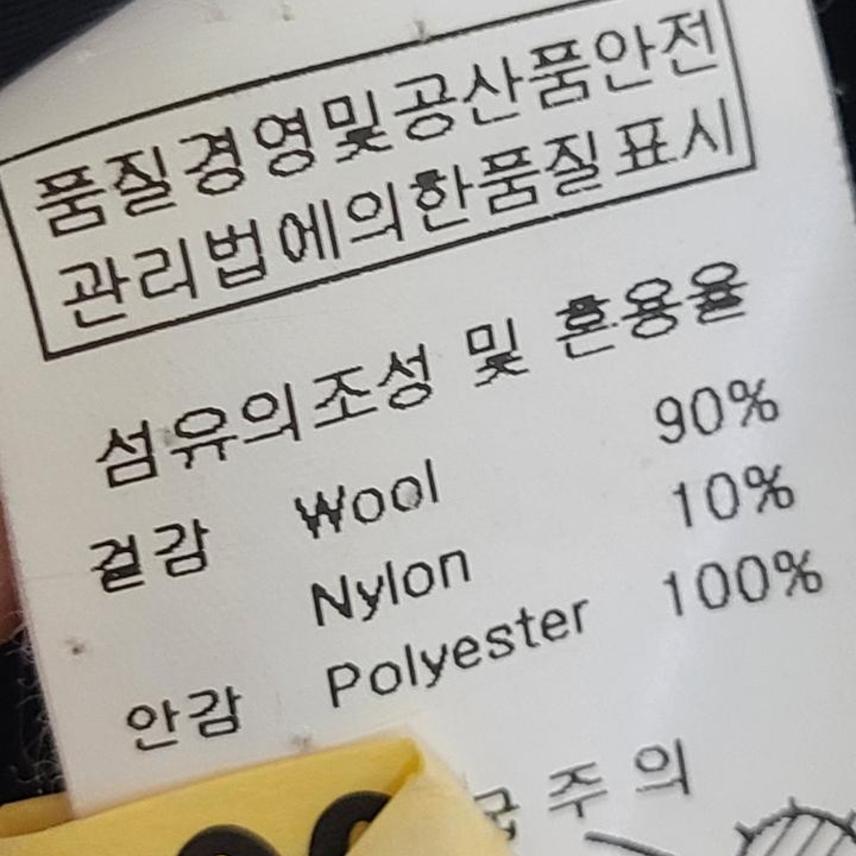 품질경영및공산품안전
관리법에의한품질표시
섬유의조성 및 혼용율
겉감 Wool 90%
Nylon 10%
안감 Polyester 100%
주의